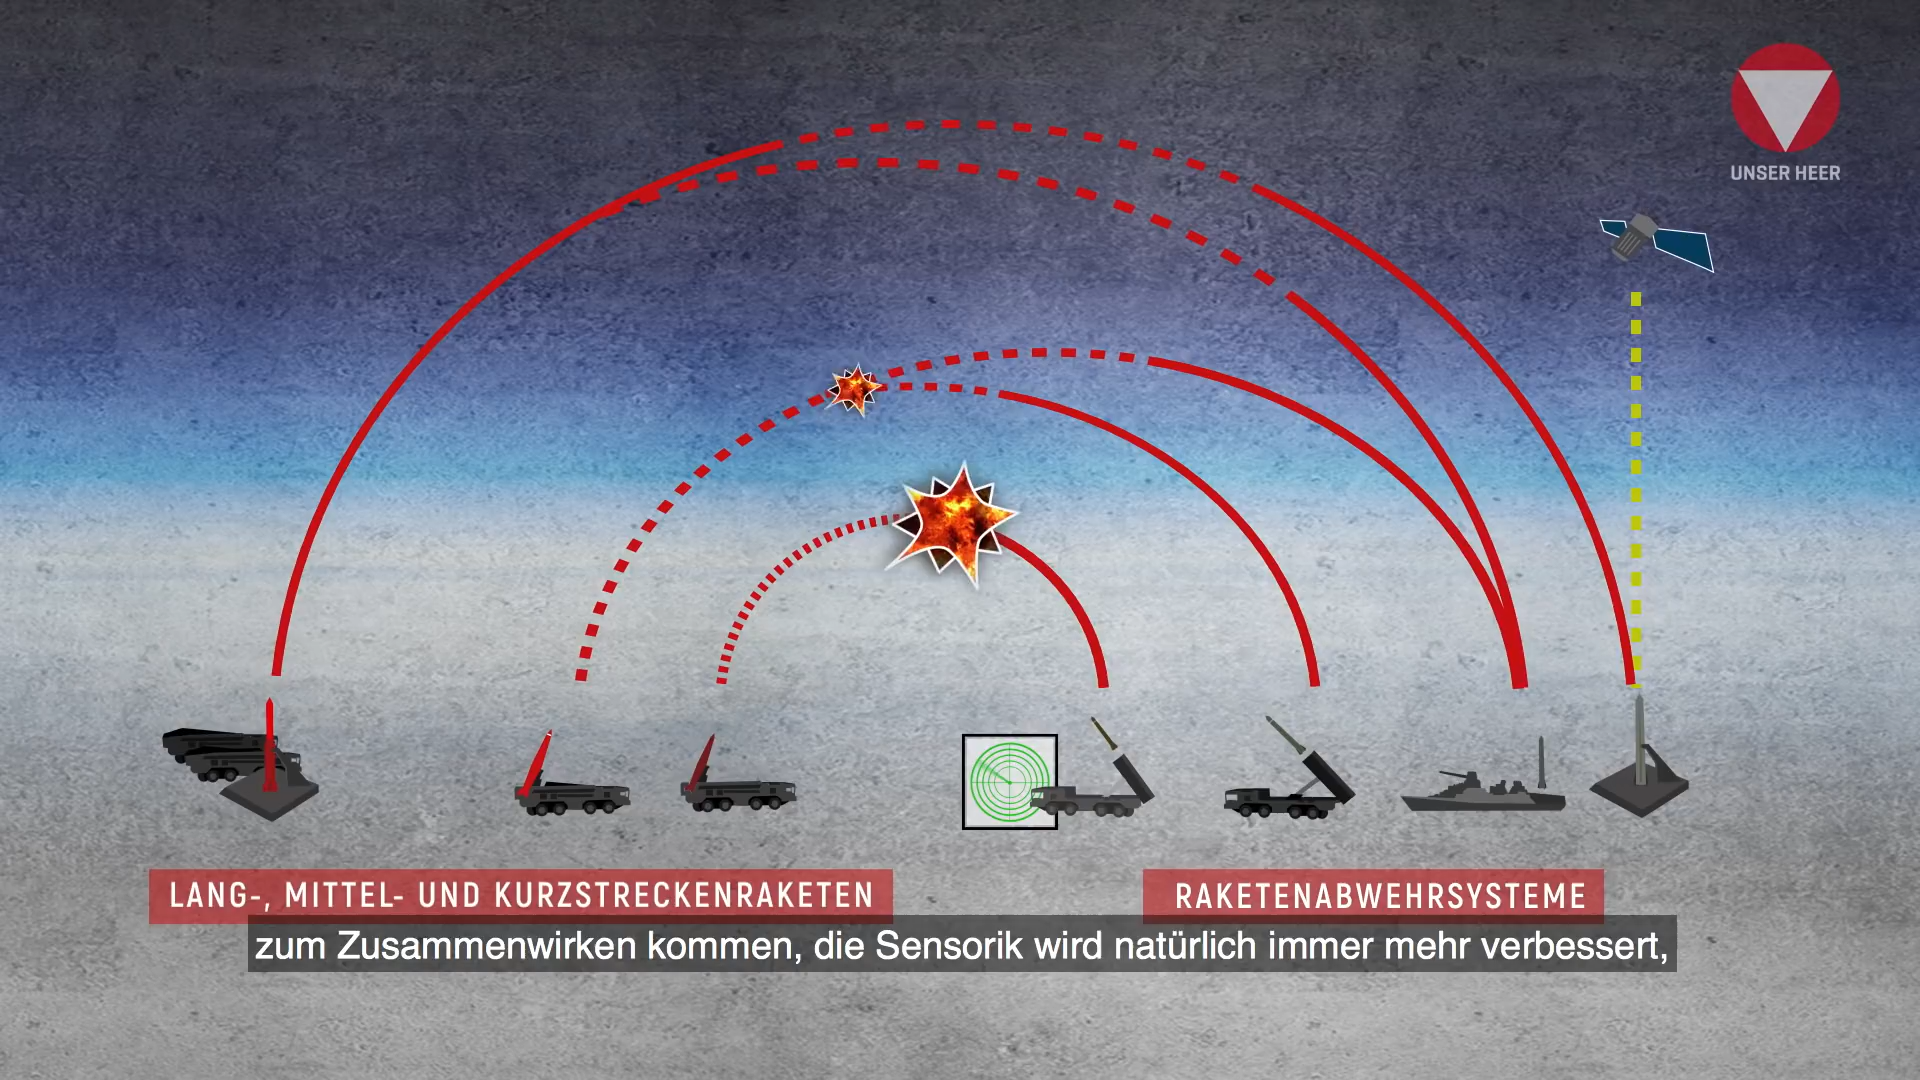 UNSER HEER
LANG-, MITTEL- UND KURZSTRECKENRAKETEN
RAKETENABWEHRSYSTEME
zum Zusammenwirken kommen, die Sensorik wird natürlich immer mehr verbessert,